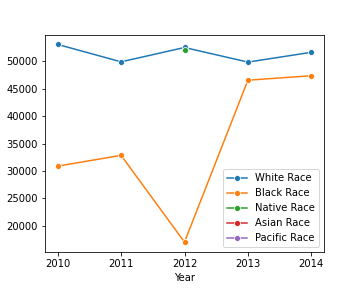 50000
45000
40000
35000
30000
25000
20000
2010
2011
2012
2013
2014
Year
White Race
Black Race
Native Race
Asian Race
Pacific Race